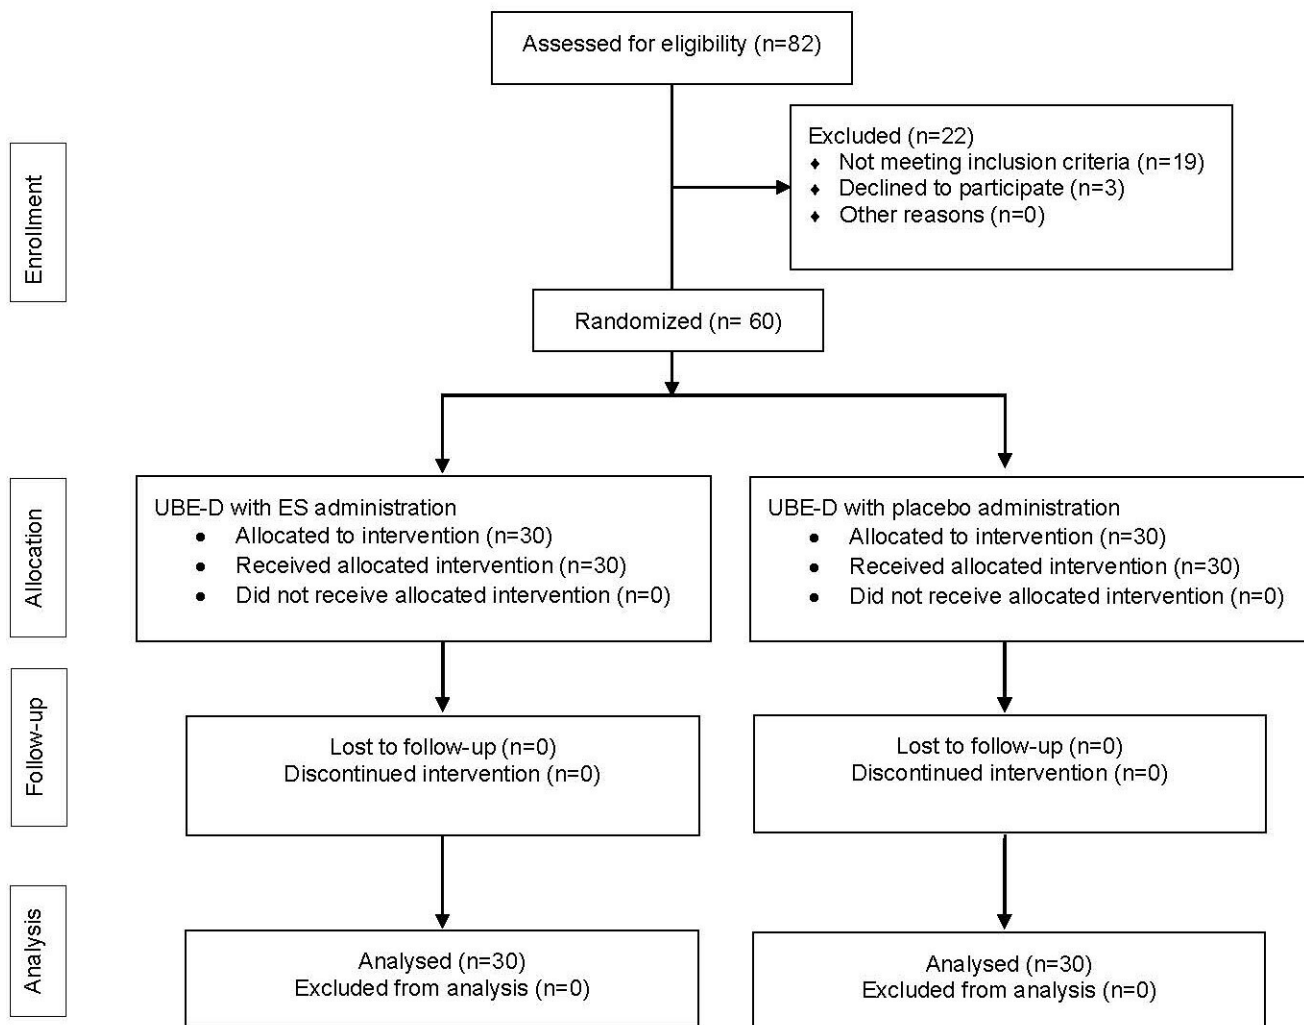 Assessed for eligibility (n=82)
Excluded (n=22)
♦ Not meeting inclusion criteria (n=19)
♦ Declined to participate (n=3)
♦ Other reasons (n=0)
Enrollment
Randomized (n= 60)
Allocation
UBE-D with ES administration
● Allocated to intervention (n=30)
● Received allocated intervention (n=30)
● Did not receive allocated intervention (n=0)
UBE-D with placebo administration
● Allocated to intervention (n=30)
● Received allocated intervention (n=30)
● Did not receive allocated intervention (n=0)
Follow-up
Lost to follow-up (n=0)
Discontinued intervention (n=0)
Lost to follow-up (n=0)
Discontinued intervention (n=0)
Analysis
Analysed (n=30)
Excluded from analysis (n=0)
Analysed (n=30)
Excluded from analysis (n=0)